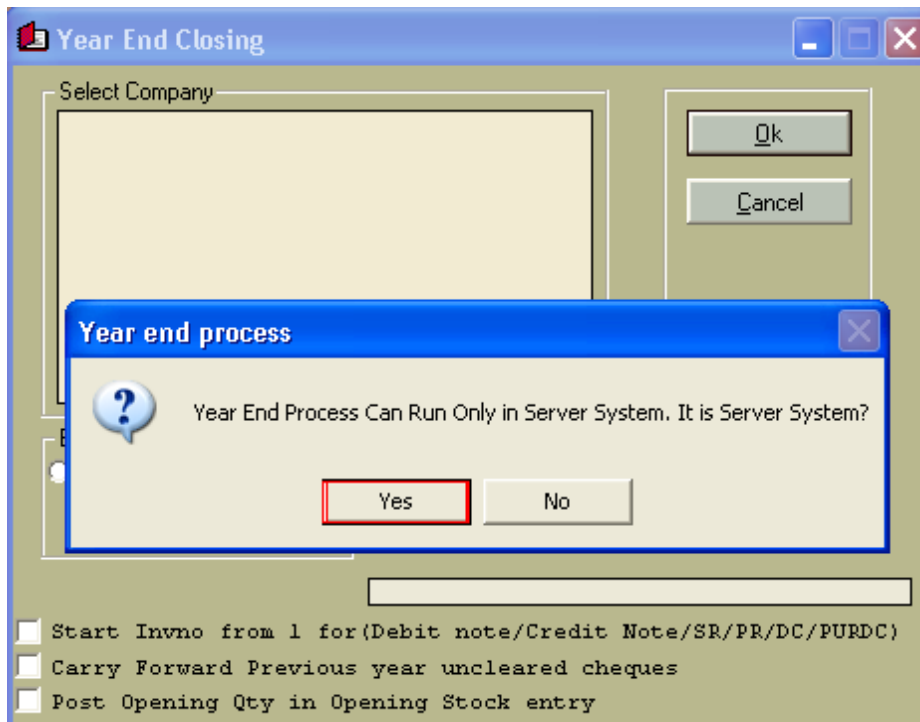 Year End Closing
Select Company
Ok
Cancel
Year end process
Year End Process Can Run Only in Server System. It is Server System?
Yes
No
Start Invno from 1 for(Debit note/Credit Note/SR/PR/DC/PURDC)
Carry Forward Previous year uncleared cheques
Post Opening Qty in Opening Stock entry